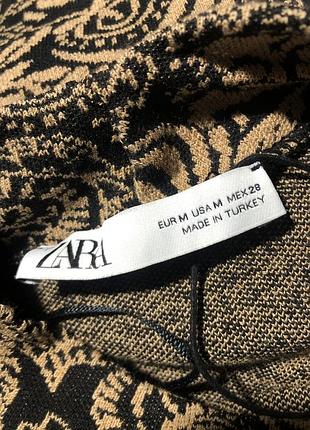 ZARA
EUR M USA M MEX 28
MADE IN TURKEY